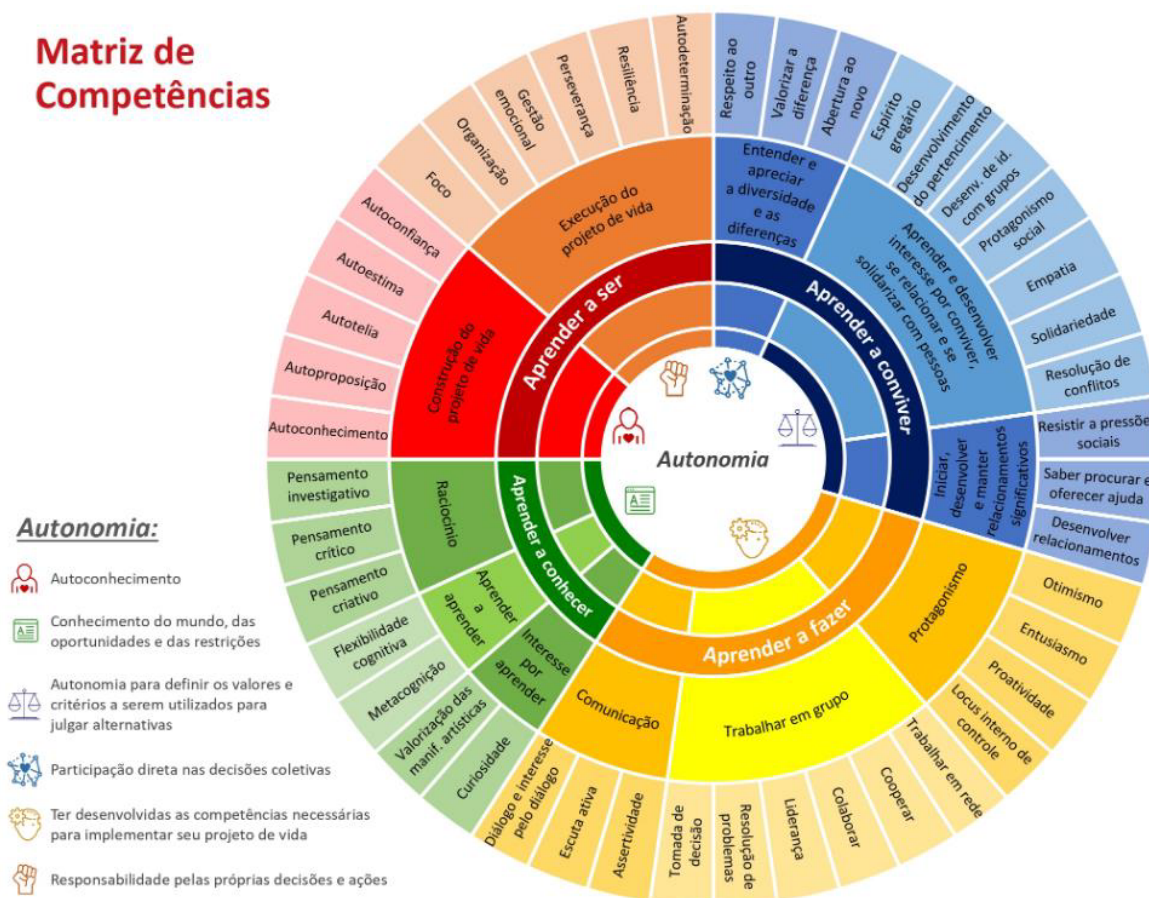 Matriz de
Competências
Autodeterminação
Resiliência
Perseverança
Gestão
emocional
Organização
Foco
Autoconfiança
Autoestima
Autotelia
Autoproposição
Autoconhecimento
Execução do
projeto de vida
Construção do
projeto de vida
Aprender a ser
Respeito ao
outro
Valorizar a
diferença
Abertura ao
novo
Espírito
gregário
Desenvolvimento
do pertencimento
Desenv. de id.
com grupos
Protagonismo
social
Empatia
Solidariedade
Resolução de
conflitos
Resistir a pressões
sociais
Saber procurar e
oferecer ajuda
Desenvolver
relacionamentos
Entender e
apreciar
a diversidade
e as
diferenças
Aprender e desenvolver
interesse por conviver,
se relacionar e se
solidarizar com pessoas
Iniciar,
desenvolver
e manter
relacionamentos
significativos
Aprender a conviver
Autonomia
Pensamento
investigativo
Pensamento
crítico
Pensamento
criativo
Flexibilidade
cognitiva
Metacognição
Valorização das
manif. artísticas
Curiosidade
Raciocínio
Aprender
a
aprender
Interesse
por
aprender
Aprender a conhecer
Otimismo
Entusiasmo
Proatividade
Locus interno de
controle
Trabalhar em rede
Cooperar
Colaborar
Liderança
Resolução de
problemas
Tomada de
decisão
Assertividade
Escuta ativa
Diálogo e interesse
pelo diálogo
Protagonismo
Trabalhar em grupo
Comunicação
Aprender a fazer
Autonomia:
Autoconhecimento
Conhecimento do mundo, das
oportunidades e das restrições
Autonomia para definir os valores e
critérios a serem utilizados para
julgar alternativas
Participação direta nas decisões coletivas
Ter desenvolvidas as competências necessárias
para implementar seu projeto de vida
Responsabilidade pelas próprias decisões e ações